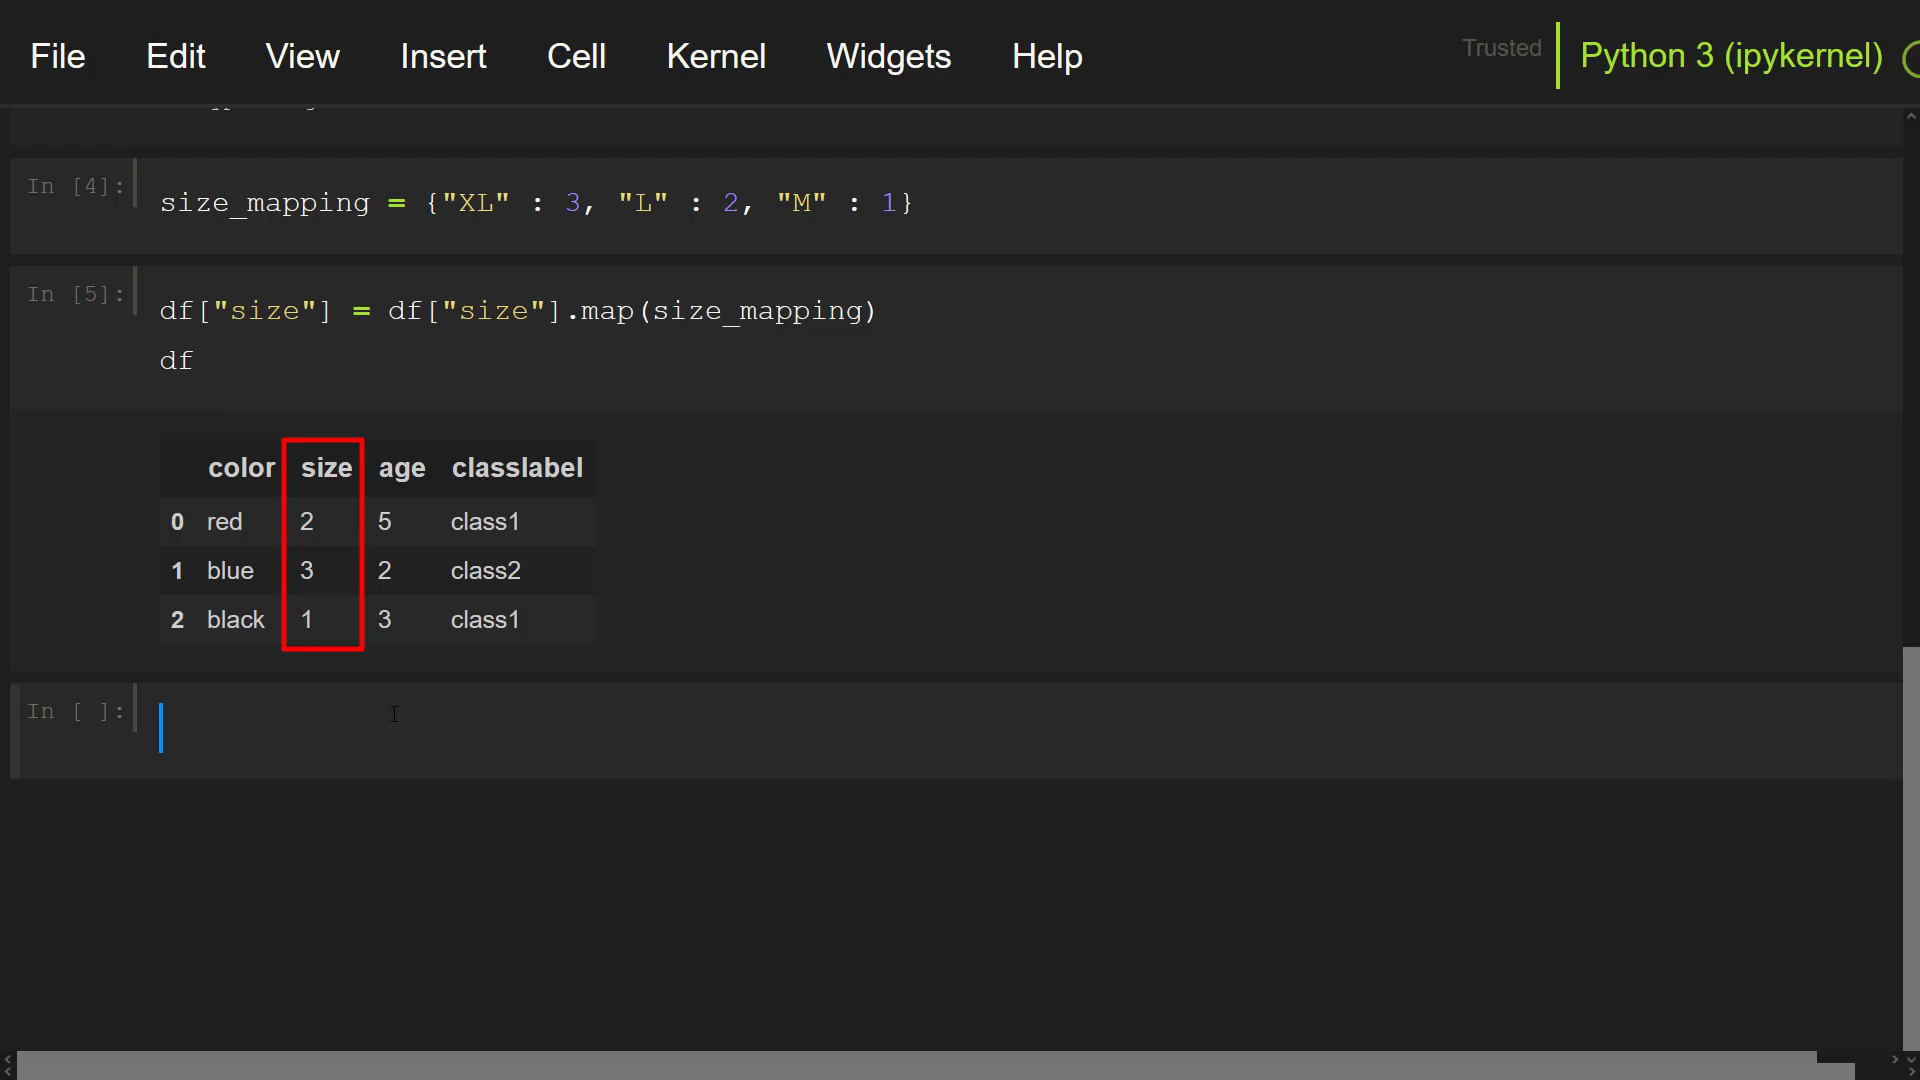 File Edit View Insert Cell Kernel Widgets Help Trusted Python 3 (ipykernel)
In [4]: size_mapping = {"XL" : 3, "L" : 2, "M" : 1}
In [5]: df["size"] = df["size"].map(size_mapping)
df
color size age classlabel
0 red 2 5 class1
1 blue 3 2 class2
2 black 1 3 class1
In [ ]: